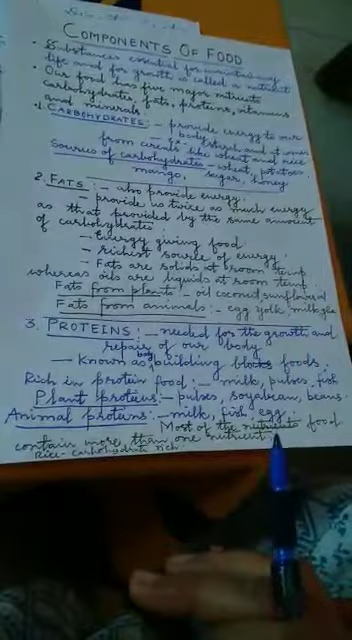 COMPONENTS OF FOOD
• Substances essential for maintaining
life and for growth is called a nutrient
• Our food has five major nutrients
carbohydrates, fats, proteins, vitamins
and minerals.
1. CARBOHYDRATES:- provide energy to our
body
from cereals like wheat and rice
Sources of carbohydrates - wheat, potatoes,
mango, sugar, honey
2. FATS:- also provide energy.
- provide us twice as much energy
as that provided by the same amount
of carbohydrates
- Energy giving food
- richest source of energy.
- Fats are solids at room temp
whereas oils are liquids at room temp
Fats from plants - oil coconut sunflower
Fats from animals:- egg yolk, milk, ghee
3. PROTEINS:- needed for the growth and
repair of our body
- Known as body building foods.
Rich in protein food:- milk, pulses, fish
Plant proteins:- pulses, soyabean, beans.
Animal proteins:- milk, fish, egg.
Most of the nutrients food
contain more than one nutrient
Rice - carbohydrate rich